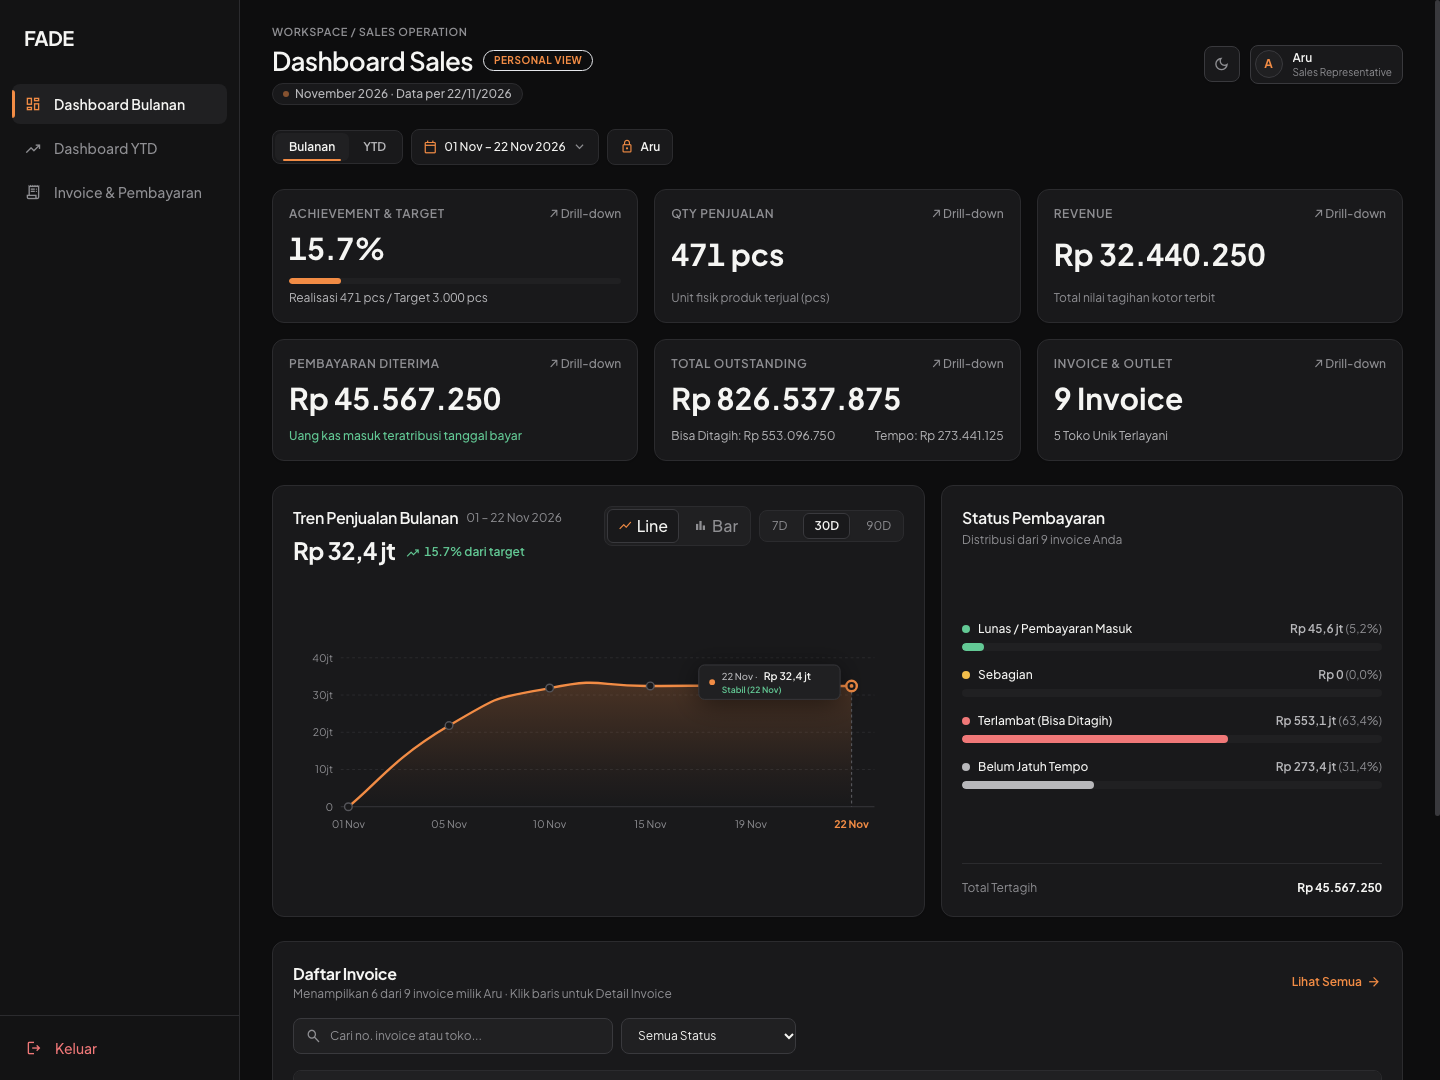 FADE
Dashboard Bulanan
Dashboard YTD
Invoice & Pembayaran
Keluar
WORKSPACE / SALES OPERATION
Dashboard Sales PERSONAL VIEW
November 2026 · Data per 22/11/2026
A Aru
Sales Representative
Bulanan YTD 01 Nov – 22 Nov 2026 Aru
ACHIEVEMENT & TARGET Drill-down
15.7%
Realisasi 471 pcs / Target 3.000 pcs
QTY PENJUALAN Drill-down
471 pcs
Unit fisik produk terjual (pcs)
REVENUE Drill-down
Rp 32.440.250
Total nilai tagihan kotor terbit
PEMBAYARAN DITERIMA Drill-down
Rp 45.567.250
Uang kas masuk teratribusi tanggal bayar
TOTAL OUTSTANDING Drill-down
Rp 826.537.875
Bisa Ditagih: Rp 553.096.750 Tempo: Rp 273.441.125
INVOICE & OUTLET Drill-down
9 Invoice
5 Toko Unik Terlayani
Tren Penjualan Bulanan 01 – 22 Nov 2026
Rp 32,4 jt 15.7% dari target
Line Bar 7D 30D 90D
40jt
30jt
20jt
10jt
0
22 Nov · Rp 32,4 jt
Stabil (22 Nov)
01 Nov 05 Nov 10 Nov 15 Nov 19 Nov 22 Nov
Status Pembayaran
Distribusi dari 9 invoice Anda
Lunas / Pembayaran Masuk Rp 45,6 jt (5,2%)
Sebagian Rp 0 (0,0%)
Terlambat (Bisa Ditagih) Rp 553,1 jt (63,4%)
Belum Jatuh Tempo Rp 273,4 jt (31,4%)
Total Tertagih Rp 45.567.250
Daftar Invoice
Menampilkan 6 dari 9 invoice milik Aru · Klik baris untuk Detail Invoice
Lihat Semua
Cari no. invoice atau toko... Semua Status